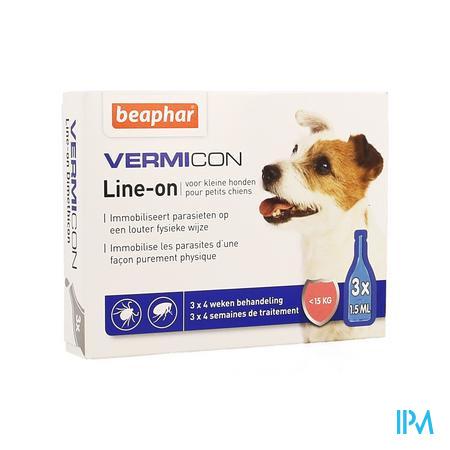 beaphar
VERMICON
Line-on
voor kleine honden
pour petits chiens
Immobiliseert parasieten op
een louter fysieke wijze
Immobilise les parasites d'une
façon purement physique
3 x 4 weken behandeling
3 x 4 semaines de traitement
<15 KG
3x
1.5 ML
VERMICON
Line-on Dimethicon
3x
IPM